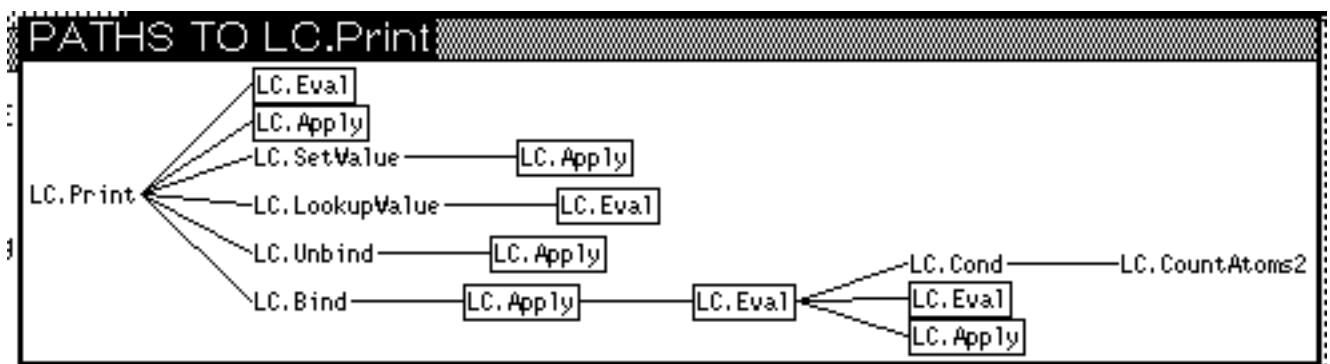 PATHS TO LC.Print
LC.Eval
LC.Apply
LC.SetValue LC.Apply
LC.Print
LC.LookupValue LC.Eval
LC.Unbind LC.Apply
LC.Cond LC.CountAtoms2
LC.Bind LC.Apply LC.Eval LC.Eval
LC.Apply